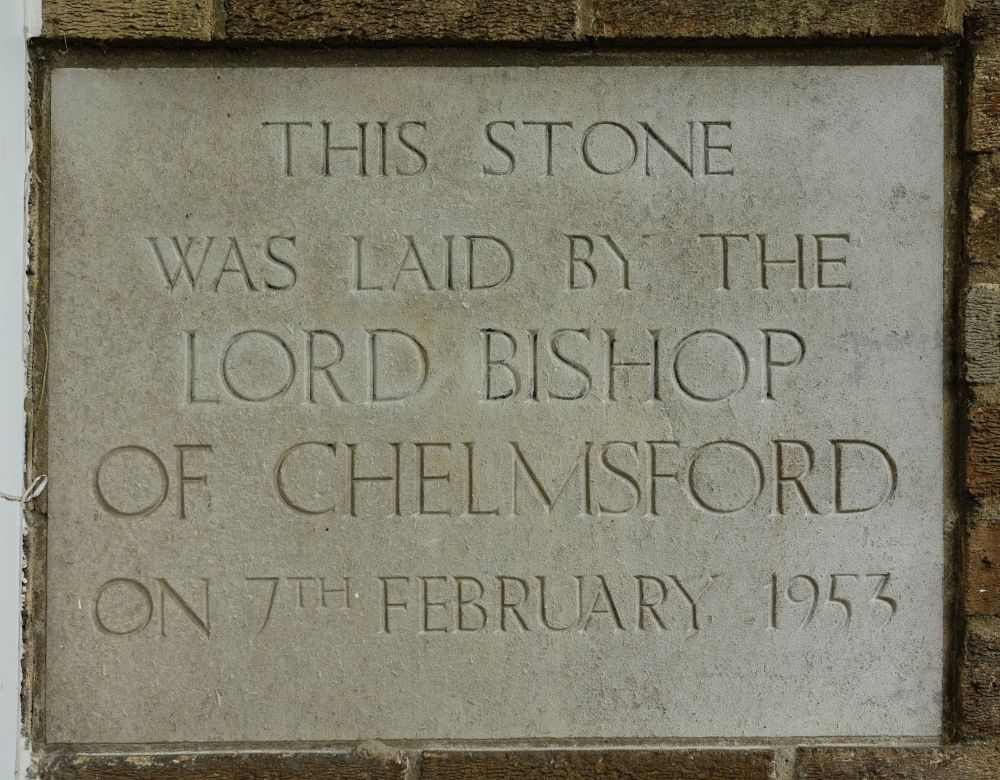 THIS STONE
WAS LAID BY THE
LORD BISHOP
OF CHELMSFORD
ON 7TH FEBRUARY 1953